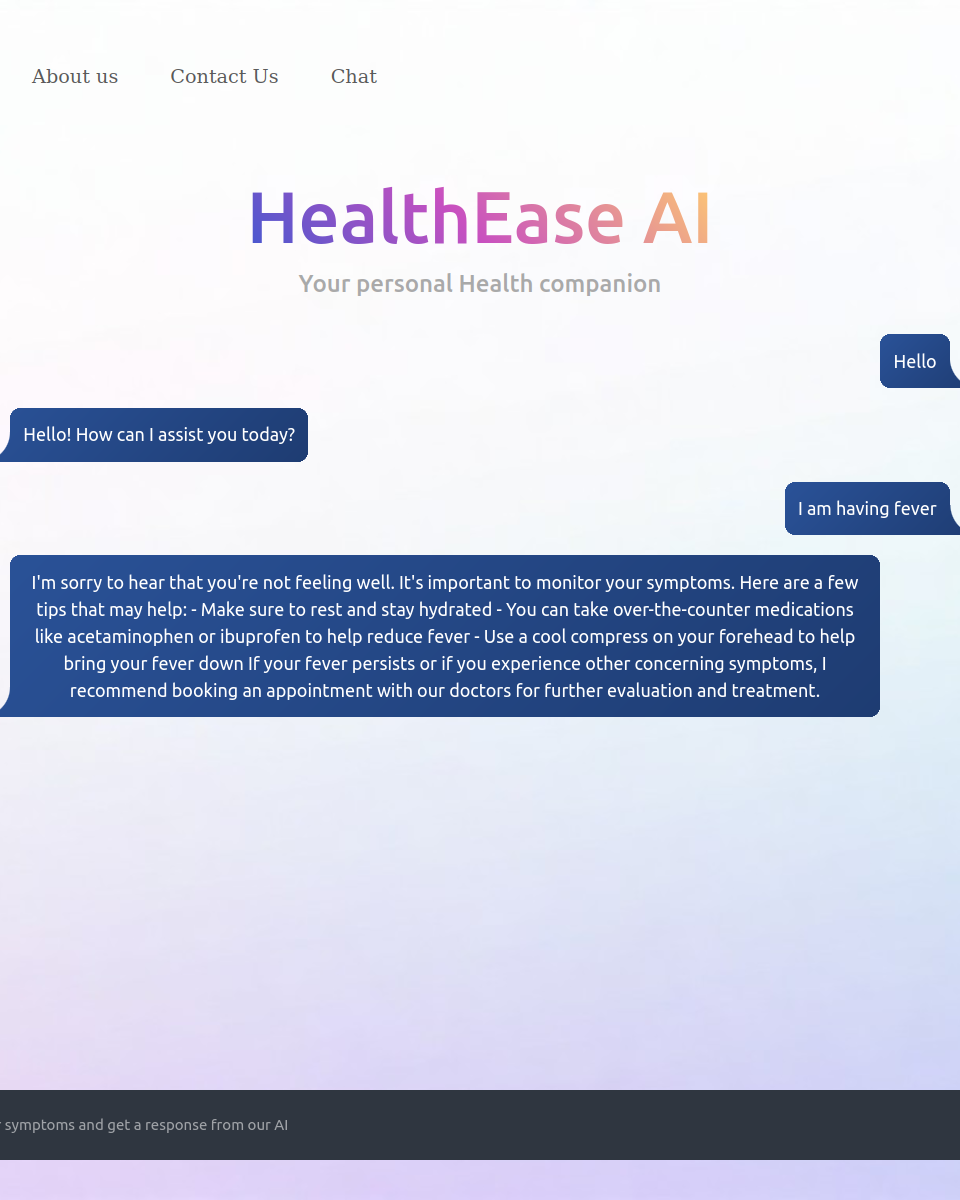 About us Contact Us Chat
HealthEase AI
Your personal Health companion
Hello
Hello! How can I assist you today?
I am having fever
I'm sorry to hear that you're not feeling well. It's important to monitor your symptoms. Here are a few
tips that may help: - Make sure to rest and stay hydrated - You can take over-the-counter medications
like acetaminophen or ibuprofen to help reduce fever - Use a cool compress on your forehead to help
bring your fever down If your fever persists or if you experience other concerning symptoms, I
recommend booking an appointment with our doctors for further evaluation and treatment.
symptoms and get a response from our AI